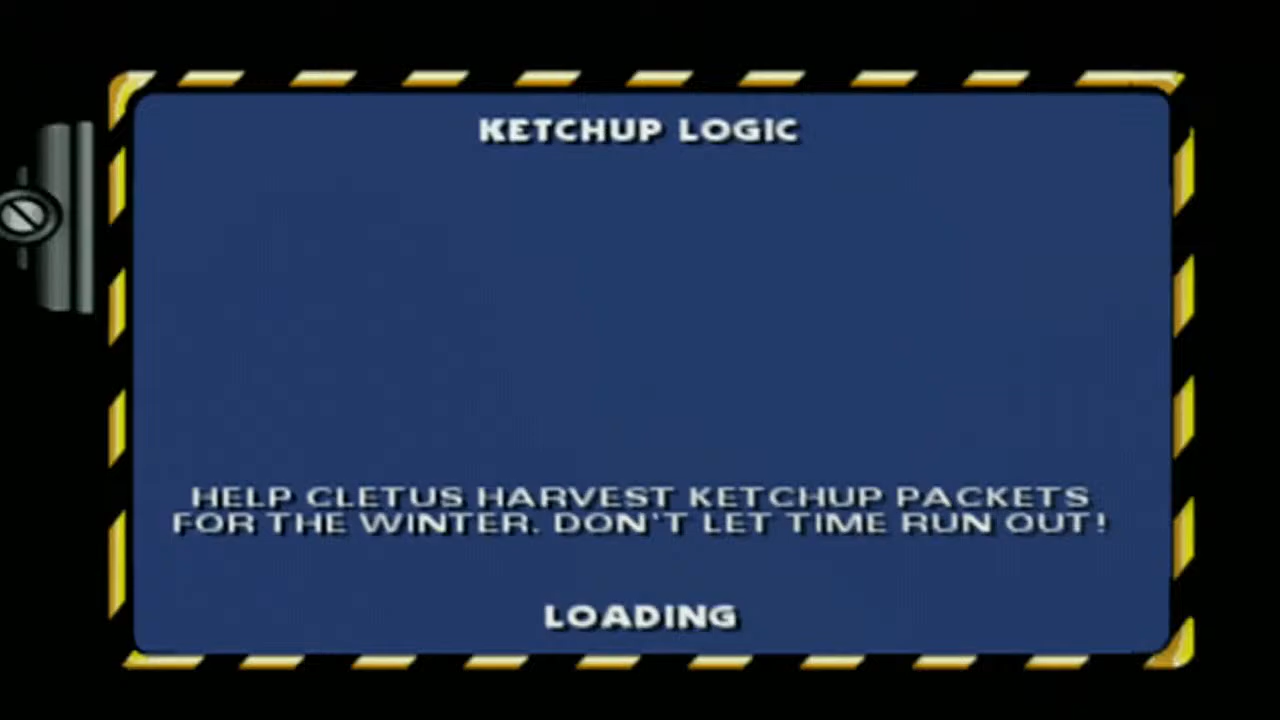 KETCHUP LOGIC
HELP CLETUS HARVEST KETCHUP PACKETS
FOR THE WINTER. DON'T LET TIME RUN OUT!
LOADING